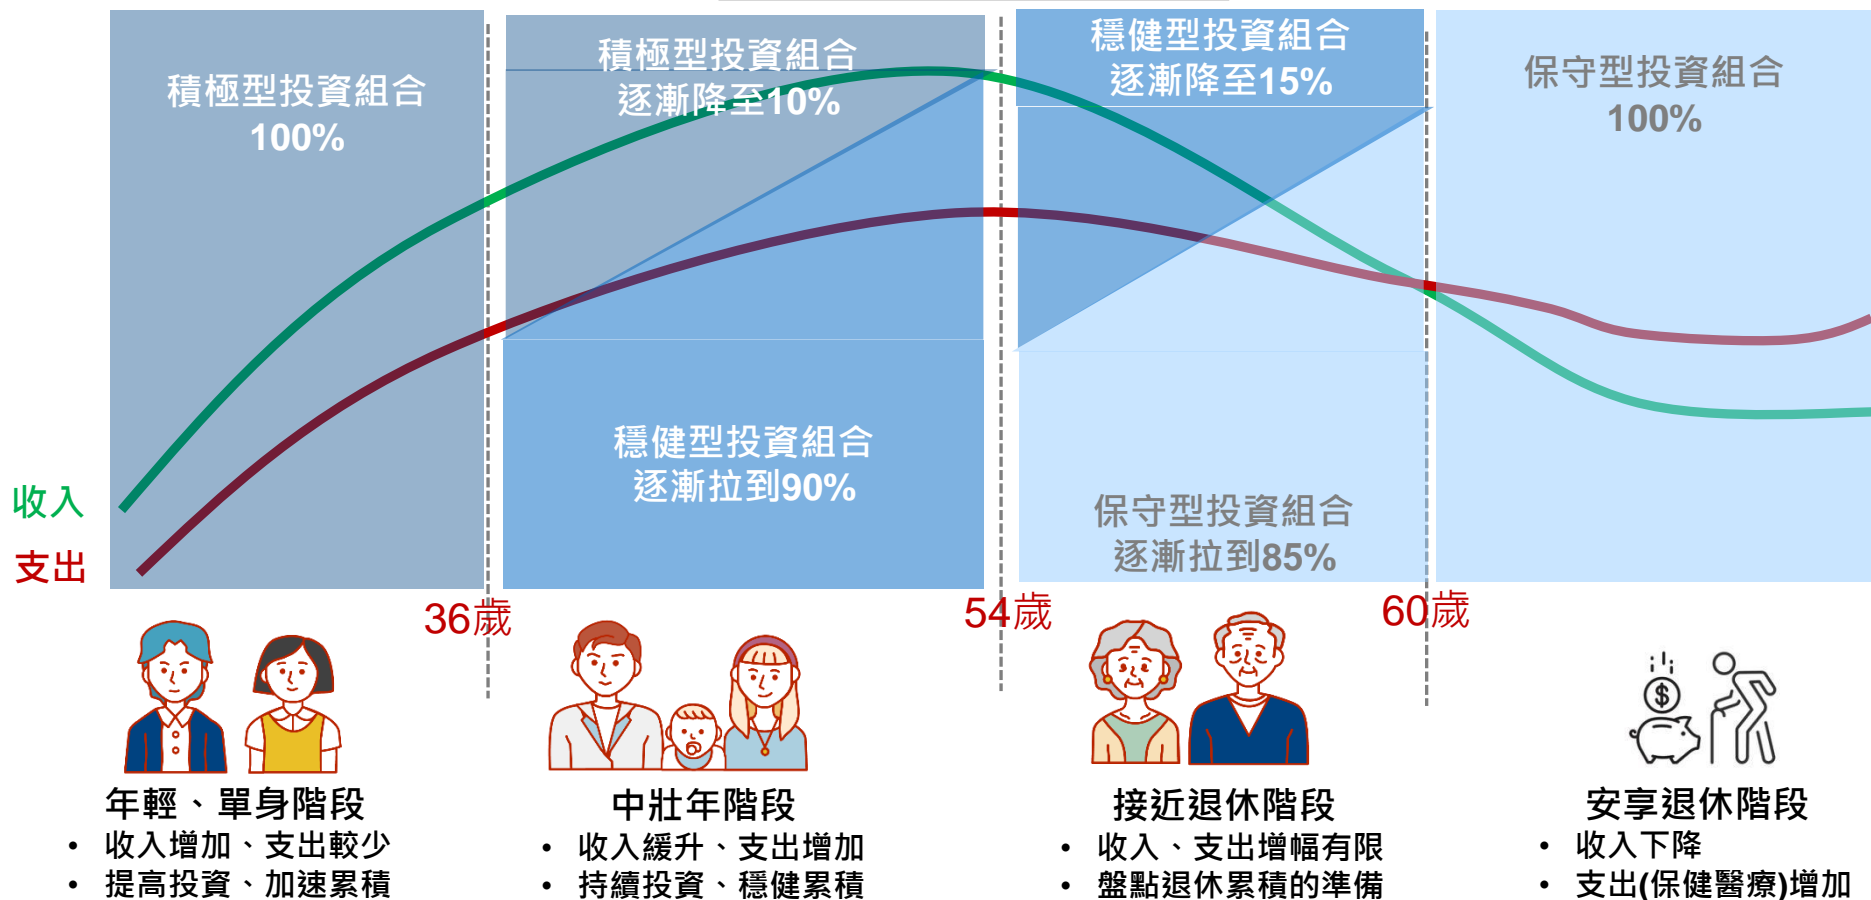 積極型投資組合
100%
積極型投資組合
逐漸降至10%
穩健型投資組合
逐漸拉到90%
穩健型投資組合
逐漸降至15%
保守型投資組合
逐漸拉到85%
保守型投資組合
100%
收入
支出
36歲
54歲
60歲
$
年輕、單身階段
• 收入增加、支出較少
• 提高投資、加速累積
中壯年階段
• 收入緩升、支出增加
• 持續投資、穩健累積
接近退休階段
• 收入、支出增幅有限
• 盤點退休累積的準備
安享退休階段
• 收入下降
• 支出(保健醫療)增加